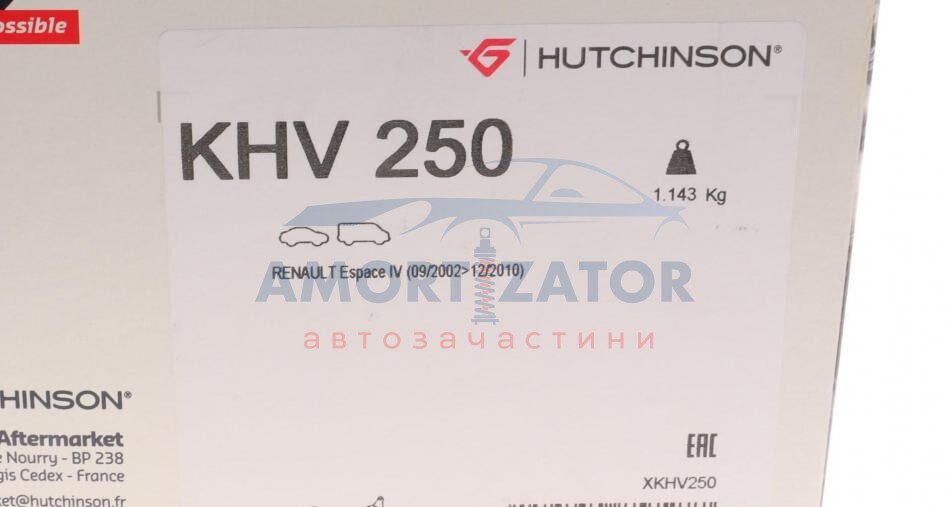 ossible
HUTCHINSON®
KHV 250
1.143 Kg
RENAULT Espace IV (09/2002>12/2010)
AMORTIZATOR
автозачастини
HINSON®
Aftermarket
Nourry - BP 238
gis Cedex - France
ket@hutchinson.fr
EAC
XKHV250